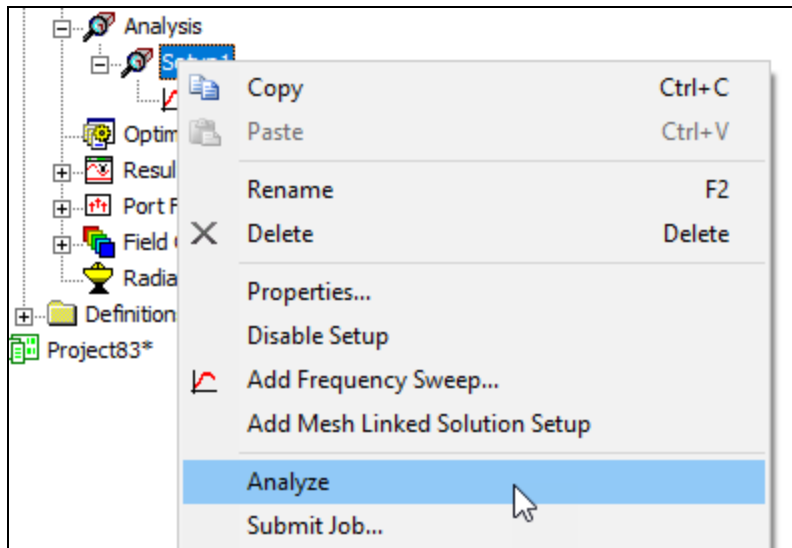 Analysis
Copy Ctrl+C
Optim
Paste Ctrl+V
Resul
Rename F2
Port F
Delete Delete
Field
Radia
Properties...
Definition
Disable Setup
Project83*
Add Frequency Sweep...
Add Mesh Linked Solution Setup
Analyze
Submit Job...